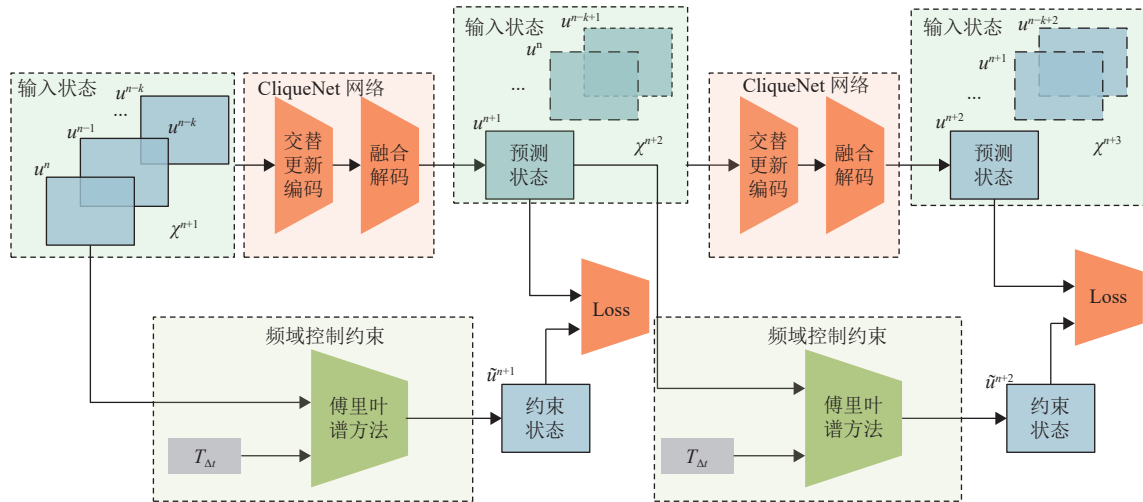 输入状态
u^{n-k}
...
u^{n-1}
u^{n-k}
u^n
χ^{n+1}
CliqueNet 网络
交替
更新
编码
融合
解码
输入状态
u^{n-k+1}
u^n
...
u^{n+1}
χ^{n+2}
预测
状态
CliqueNet 网络
交替
更新
编码
融合
解码
输入状态
u^{n-k+2}
u^{n+1}
...
u^{n+2}
χ^{n+3}
预测
状态
Loss
Loss
频域控制约束
傅里叶
谱方法
T_{Δt}
ũ^{n+1}
约束
状态
频域控制约束
傅里叶
谱方法
T_{Δt}
ũ^{n+2}
约束
状态